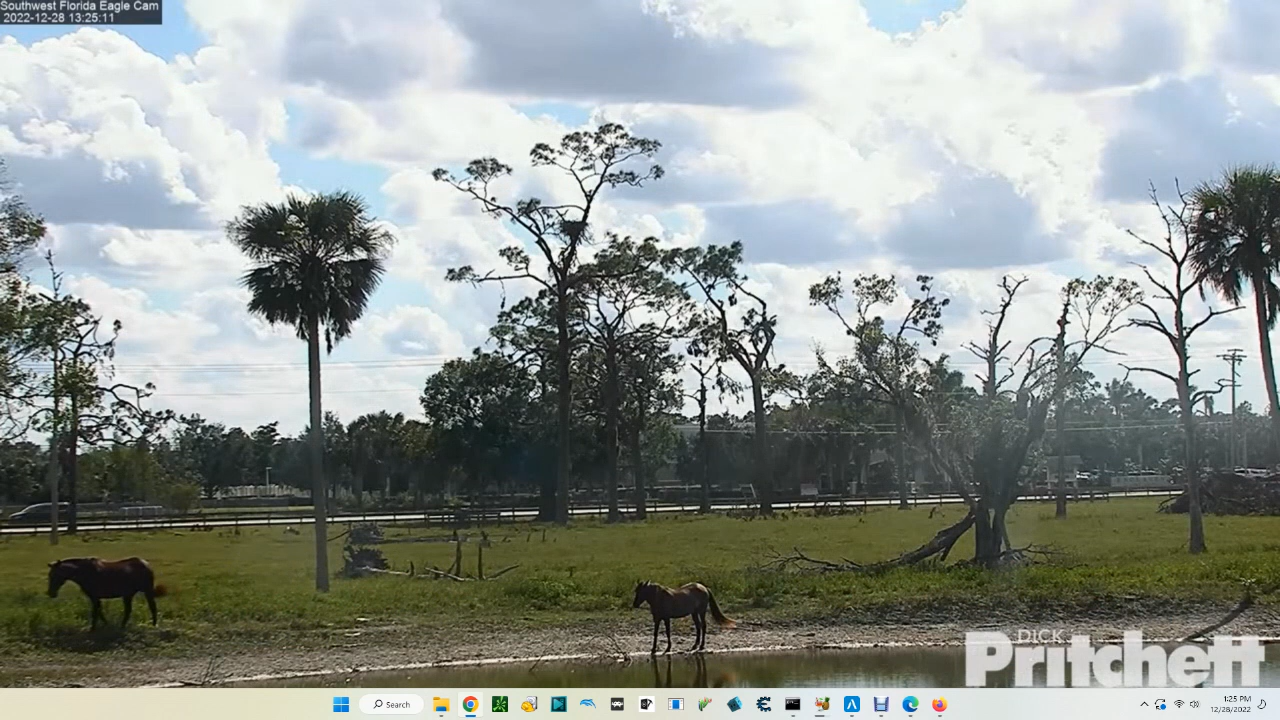 Southwest Florida Eagle Cam
2022-12-28 13:25:11
DICK
Pritchett
Search
1:25 PM
12/28/2022